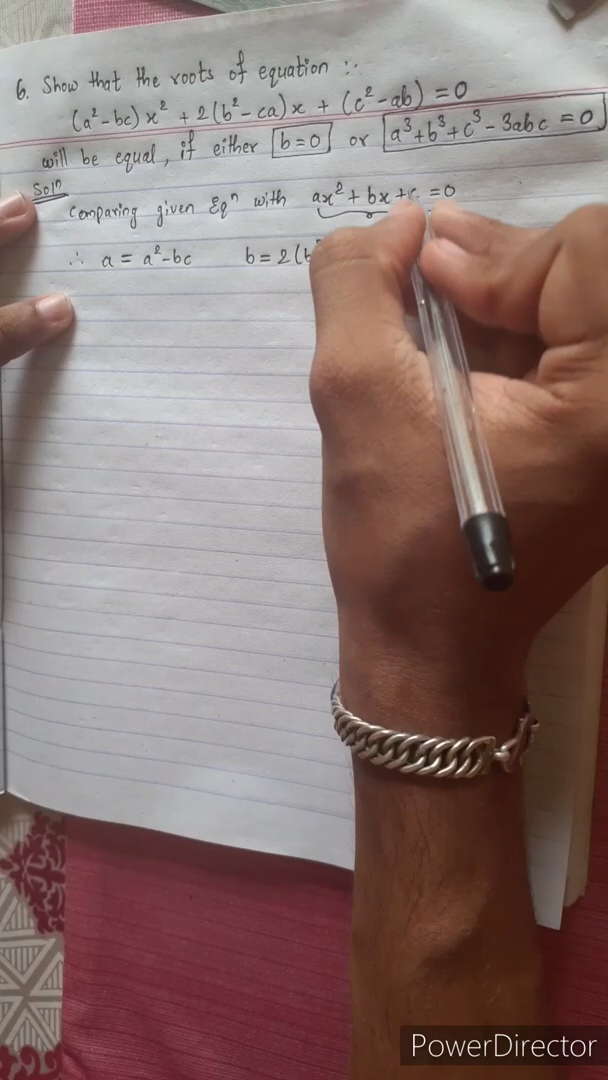 6. Show that the roots of equation :-
(a²-bc) x² + 2(b²-ca)x + (c²-ab) = 0
will be equal, if either b=0 or a³+b³+c³-3abc=0
Solⁿ
Comparing given Eqⁿ with ax² + bx + c = 0
∴ a = a²-bc b = 2(b
PowerDirector